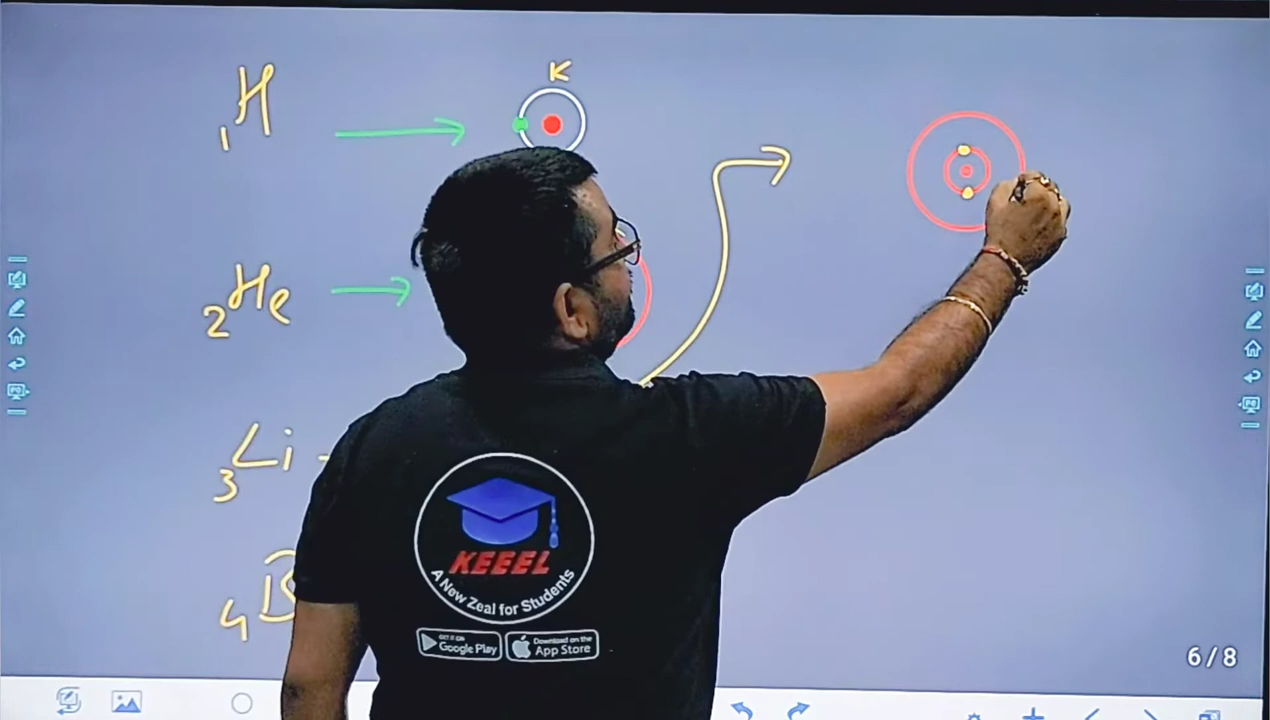 K
1H
2He
3Li
4B
KEEEL
A New Zeal for Students
GET IT ON
Google Play
Download on the
App Store
6/8